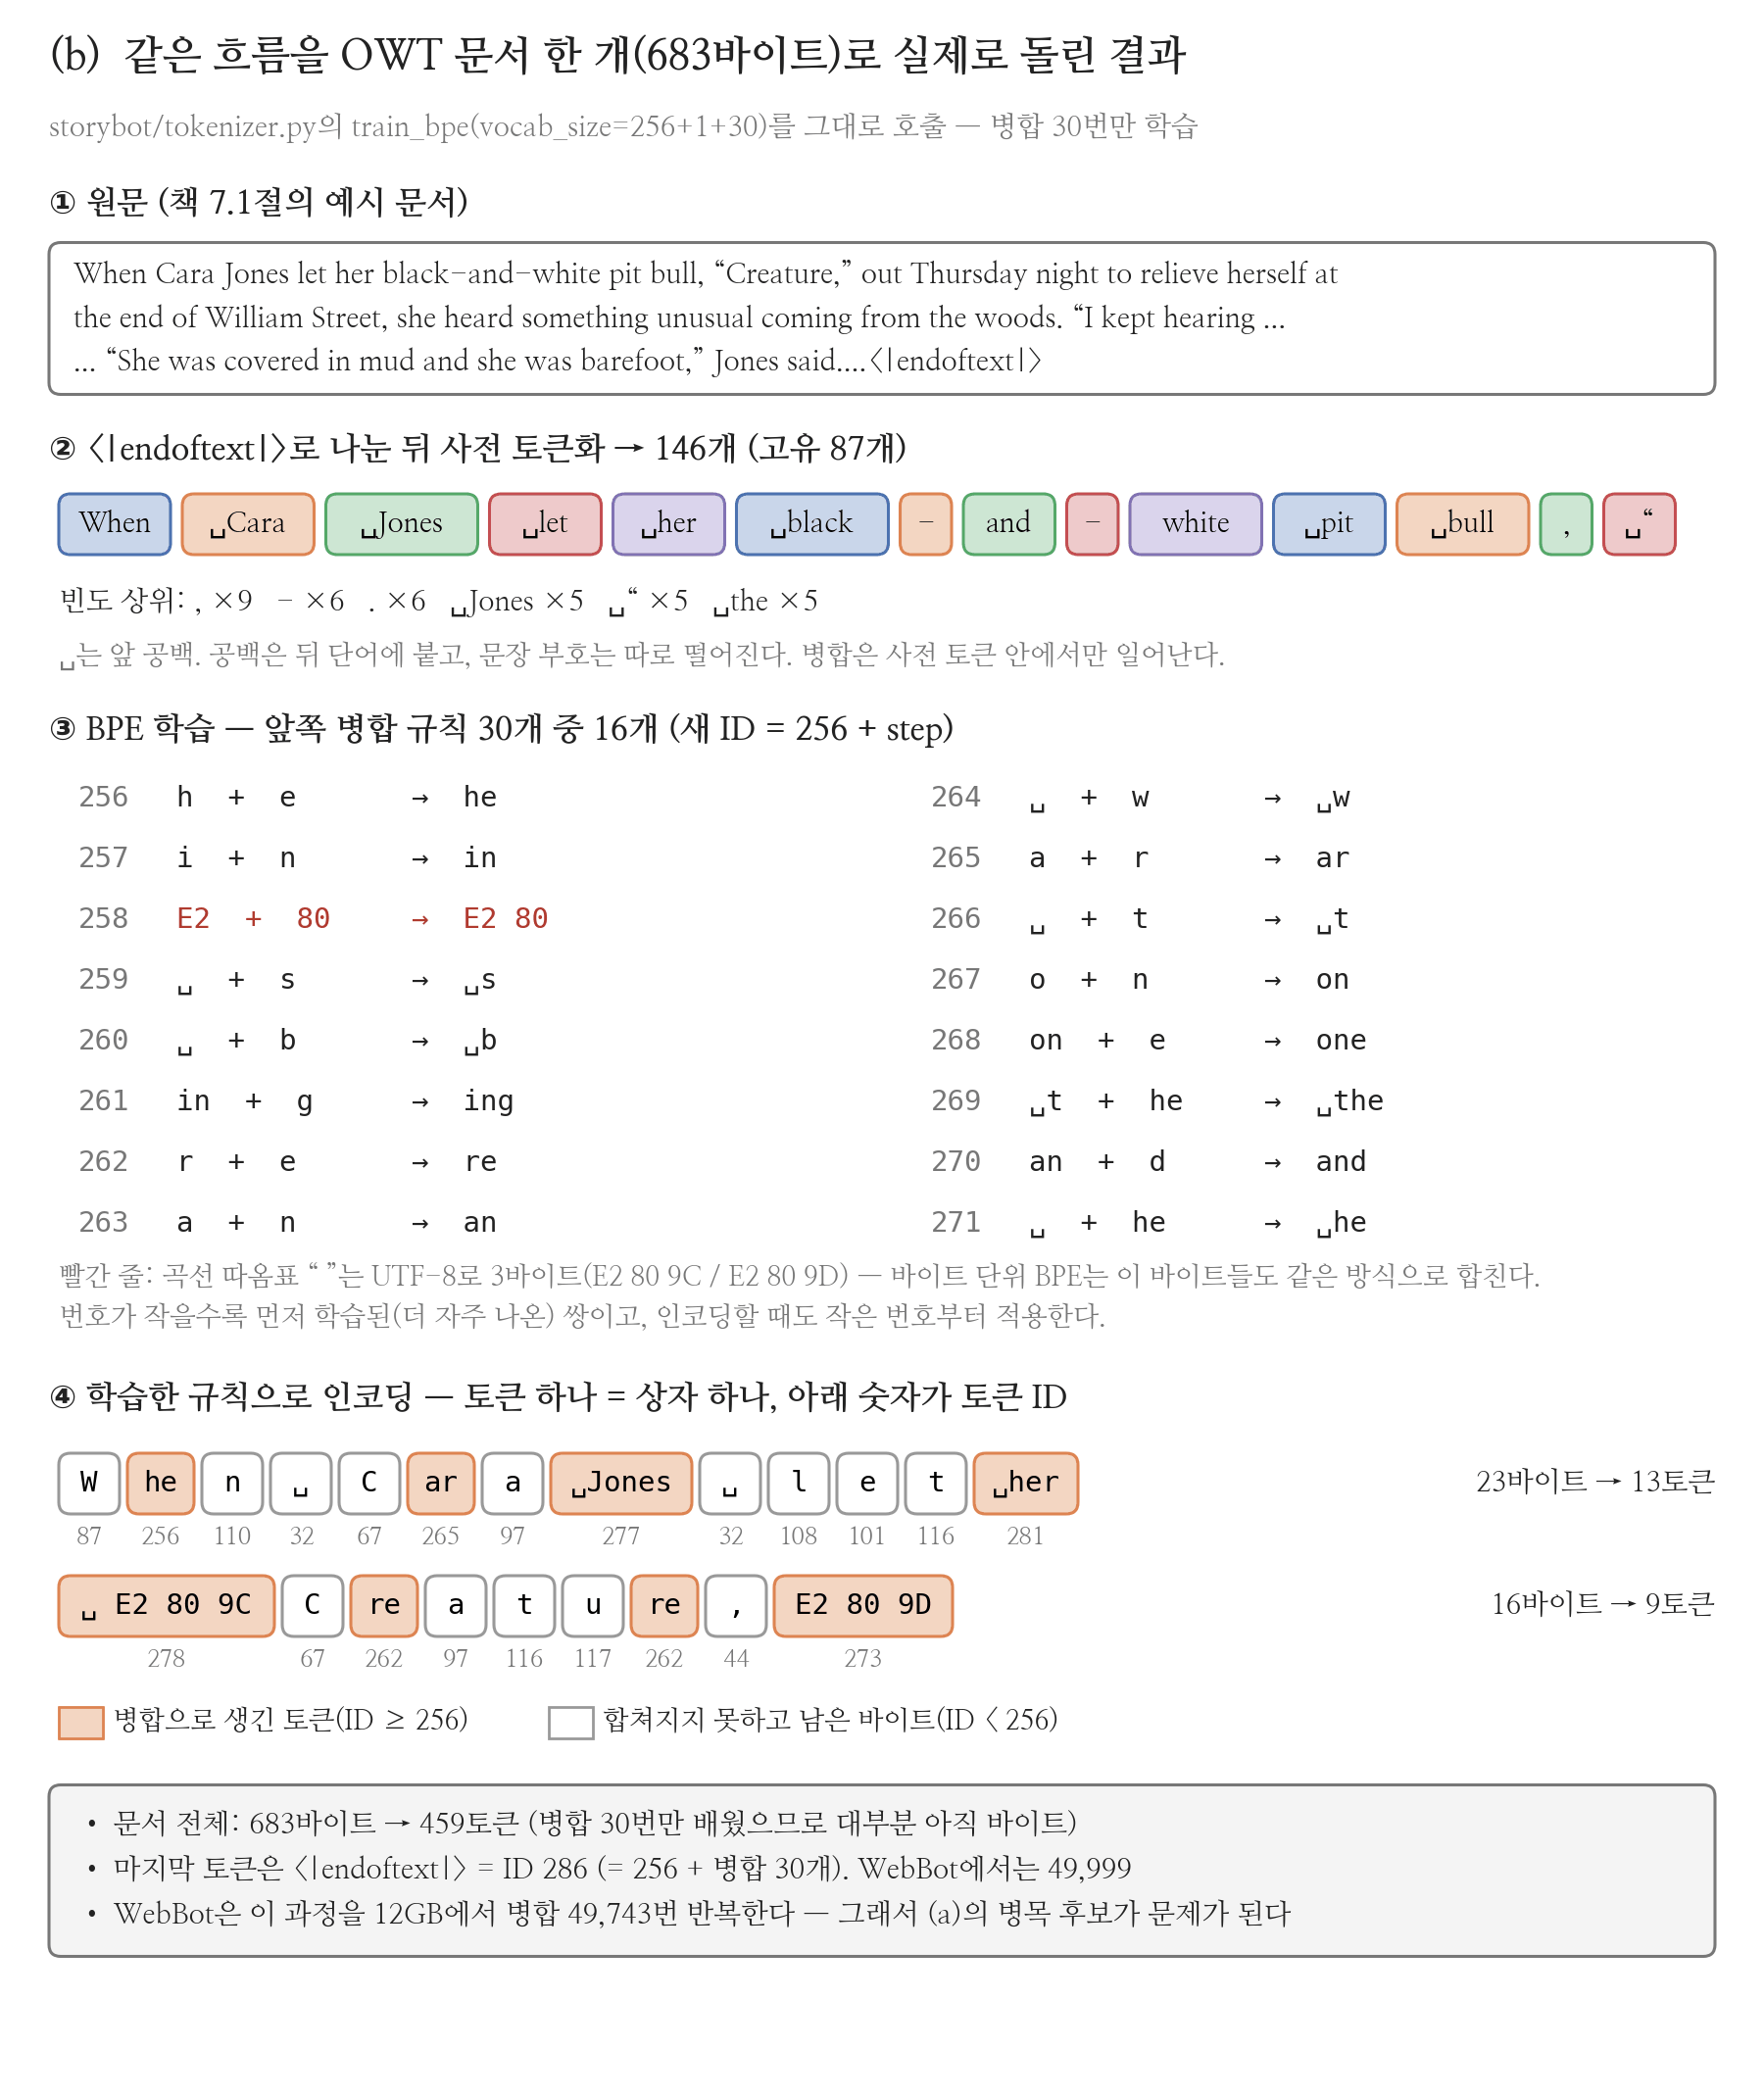 (b) 같은 흐름을 OWT 문서 한 개(683바이트)로 실제로 돌린 결과
storybot/tokenizer.py의 train_bpe(vocab_size=256+1+30)를 그대로 호출 — 병합 30번만 학습
① 원문 (책 7.1절의 예시 문서)
When Cara Jones let her black-and-white pit bull, “Creature,” out Thursday night to relieve herself at
the end of William Street, she heard something unusual coming from the woods. “I kept hearing ...
... “She was covered in mud and she was barefoot,” Jones said....<|endoftext|>
② <|endoftext|>로 나눈 뒤 사전 토큰화 → 146개 (고유 87개)
When ␣Cara ␣Jones ␣let ␣her ␣black - and - white ␣pit ␣bull , ␣“
빈도 상위: , ×9 - ×6 . ×6 ␣Jones ×5 ␣“ ×5 ␣the ×5
␣는 앞 공백. 공백은 뒤 단어에 붙고, 문장 부호는 따로 떨어진다. 병합은 사전 토큰 안에서만 일어난다.
③ BPE 학습 — 앞쪽 병합 규칙 30개 중 16개 (새 ID = 256 + step)
256 h + e → he 264 ␣ + w → ␣w
257 i + n → in 265 a + r → ar
258 E2 + 80 → E2 80 266 ␣ + t → ␣t
259 ␣ + s → ␣s 267 o + n → on
260 ␣ + b → ␣b 268 on + e → one
261 in + g → ing 269 ␣t + he → ␣the
262 r + e → re 270 an + d → and
263 a + n → an 271 ␣ + he → ␣he
빨간 줄: 곡선 따옴표 “ ”는 UTF-8로 3바이트(E2 80 9C / E2 80 9D) — 바이트 단위 BPE는 이 바이트들도 같은 방식으로 합친다.
번호가 작을수록 먼저 학습된(더 자주 나온) 쌍이고, 인코딩할 때도 작은 번호부터 적용한다.
④ 학습한 규칙으로 인코딩 — 토큰 하나 = 상자 하나, 아래 숫자가 토큰 ID
W he n ␣ C ar a ␣Jones ␣ l e t ␣her 23바이트 → 13토큰
87 256 110 32 67 265 97 277 32 108 101 116 281
␣ E2 80 9C C re a t u re , E2 80 9D 16바이트 → 9토큰
278 67 262 97 116 117 262 44 273
병합으로 생긴 토큰(ID ≥ 256) 합쳐지지 못하고 남은 바이트(ID < 256)
• 문서 전체: 683바이트 → 459토큰 (병합 30번만 배웠으므로 대부분 아직 바이트)
• 마지막 토큰은 <|endoftext|> = ID 286 (= 256 + 병합 30개). WebBot에서는 49,999
• WebBot은 이 과정을 12GB에서 병합 49,743번 반복한다 — 그래서 (a)의 병목 후보가 문제가 된다